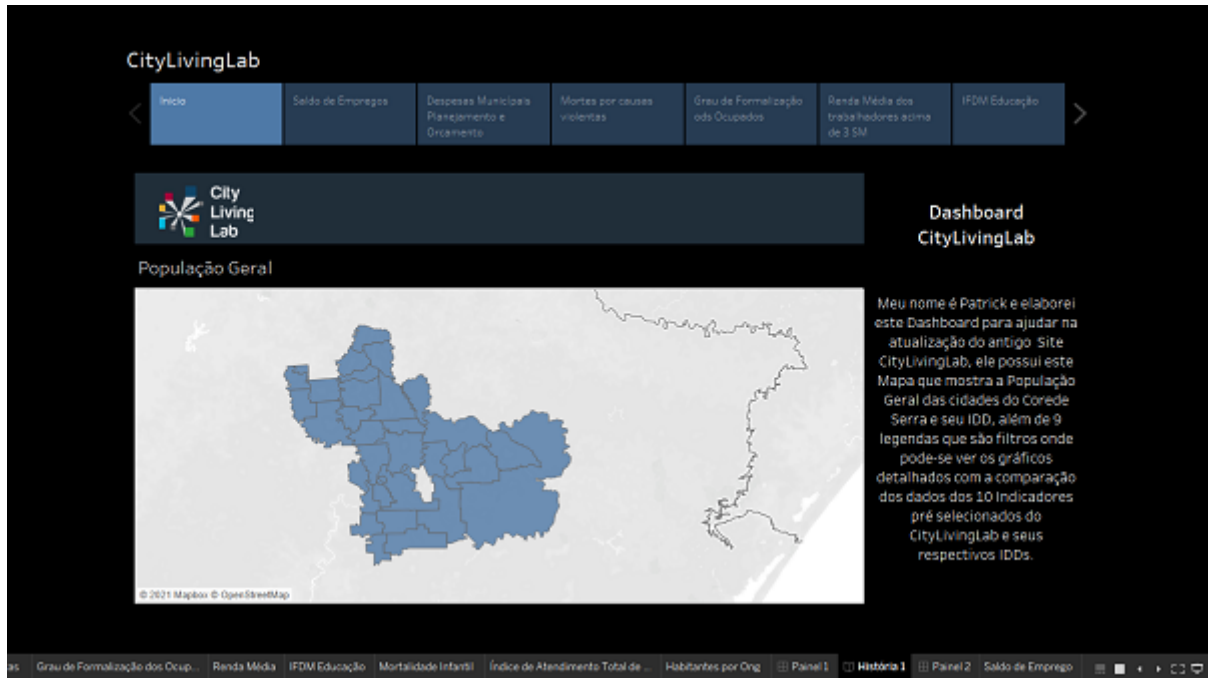 CityLivingLab
Início
Saldo de Empregos
Despesas Municipais
Planejamento e
Orcamento
Mortes por causas
violentas
Grau de Formalização
ods Ocupados
Renda Média dos
trabalhadores acima
de 3 SM
IFDM Educação
City
Living
Lab
População Geral
© 2021 Mapbox © OpenStreetMap
Dashboard
CityLivingLab
Meu nome é Patrick e elaborei
este Dashboard para ajudar na
atualização do antigo Site
CityLivingLab, ele possui este
Mapa que mostra a População
Geral das cidades do Corede
Serra e seu IDD, além de 9
legendas que são filtros onde
pode-se ver os gráficos
detalhados com a comparação
dos dados dos 10 Indicadores
pré selecionados do
CityLivingLab e seus
respectivos IDDs.
as Grau de Formalização dos Ocup... Renda Média IFDM Educação Mortalidade Infantil Índice de Atendimento Total de ... Habitantes por Ong Painel 1 História 1 Painel 2 Saldo de Emprego